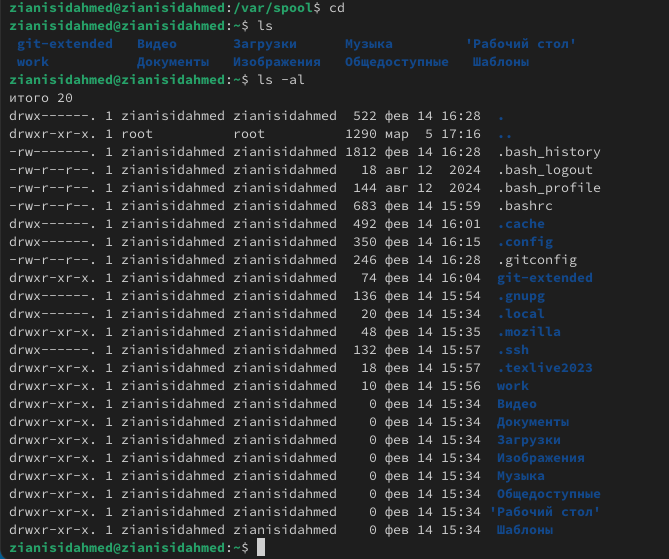 zianisidahmed@zianisidahmed:/var/spool$ cd
zianisidahmed@zianisidahmed:~$ ls
git-extended   Видео   Загрузки   Музыка   'Рабочий стол'
work   Документы   Изображения   Общедоступные   Шаблоны
zianisidahmed@zianisidahmed:~$ ls -al
итого 20
drwx------. 1 zianisidahmed zianisidahmed  522 фев 14 16:28  .
drwxr-xr-x. 1 root          root          1290 мар  5 17:16  ..
-rw-------. 1 zianisidahmed zianisidahmed 1812 фев 14 16:28  .bash_history
-rw-r--r--. 1 zianisidahmed zianisidahmed   18 авг 12  2024  .bash_logout
-rw-r--r--. 1 zianisidahmed zianisidahmed  144 авг 12  2024  .bash_profile
-rw-r--r--. 1 zianisidahmed zianisidahmed  683 фев 14 15:59  .bashrc
drwx------. 1 zianisidahmed zianisidahmed  492 фев 14 16:01  .cache
drwx------. 1 zianisidahmed zianisidahmed  350 фев 14 16:15  .config
-rw-r--r--. 1 zianisidahmed zianisidahmed  246 фев 14 16:28  .gitconfig
drwxr-xr-x. 1 zianisidahmed zianisidahmed   74 фев 14 16:04  git-extended
drwx------. 1 zianisidahmed zianisidahmed  136 фев 14 15:54  .gnupg
drwx------. 1 zianisidahmed zianisidahmed   20 фев 14 15:34  .local
drwxr-xr-x. 1 zianisidahmed zianisidahmed   48 фев 14 15:35  .mozilla
drwx------. 1 zianisidahmed zianisidahmed  132 фев 14 15:57  .ssh
drwxr-xr-x. 1 zianisidahmed zianisidahmed   18 фев 14 15:57  .texlive2023
drwxr-xr-x. 1 zianisidahmed zianisidahmed   10 фев 14 15:56  work
drwxr-xr-x. 1 zianisidahmed zianisidahmed    0 фев 14 15:34  Видео
drwxr-xr-x. 1 zianisidahmed zianisidahmed    0 фев 14 15:34  Документы
drwxr-xr-x. 1 zianisidahmed zianisidahmed    0 фев 14 15:34  Загрузки
drwxr-xr-x. 1 zianisidahmed zianisidahmed    0 фев 14 15:34  Изображения
drwxr-xr-x. 1 zianisidahmed zianisidahmed    0 фев 14 15:34  Музыка
drwxr-xr-x. 1 zianisidahmed zianisidahmed    0 фев 14 15:34  Общедоступные
drwxr-xr-x. 1 zianisidahmed zianisidahmed    0 фев 14 15:34 'Рабочий стол'
drwxr-xr-x. 1 zianisidahmed zianisidahmed    0 фев 14 15:34  Шаблоны
zianisidahmed@zianisidahmed:~$